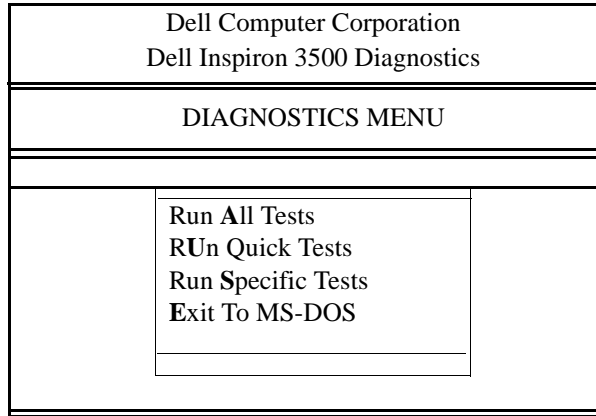 Dell Computer Corporation
Dell Inspiron 3500 Diagnostics
DIAGNOSTICS MENU
Run All Tests
RUn Quick Tests
Run Specific Tests
Exit To MS-DOS